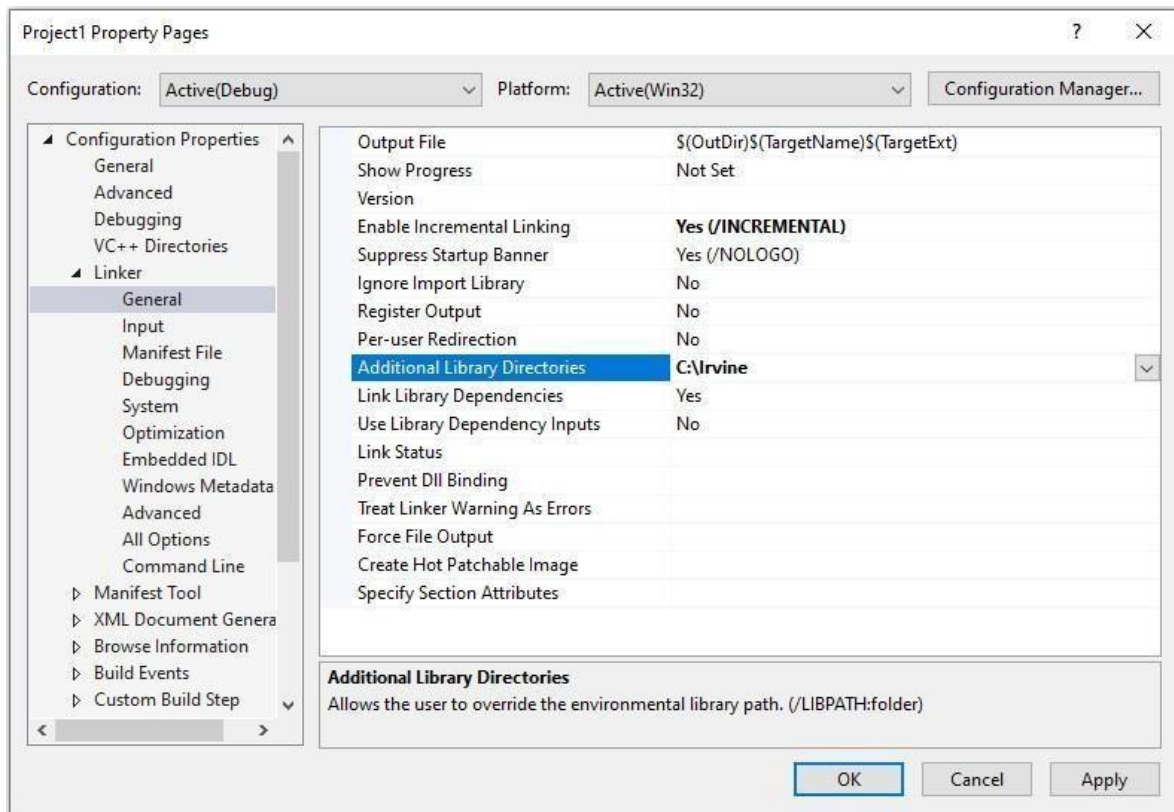 Project1 Property Pages
?
Configuration: Active(Debug) Platform: Active(Win32) Configuration Manager...
Configuration Properties
General
Advanced
Debugging
VC++ Directories
Linker
General
Input
Manifest File
Debugging
System
Optimization
Embedded IDL
Windows Metadata
Advanced
All Options
Command Line
Manifest Tool
XML Document Genera
Browse Information
Build Events
Custom Build Step
Output File $(OutDir)$(TargetName)$(TargetExt)
Show Progress Not Set
Version
Enable Incremental Linking Yes (/INCREMENTAL)
Suppress Startup Banner Yes (/NOLOGO)
Ignore Import Library No
Register Output No
Per-user Redirection No
Additional Library Directories C:\Irvine
Link Library Dependencies Yes
Use Library Dependency Inputs No
Link Status
Prevent Dll Binding
Treat Linker Warning As Errors
Force File Output
Create Hot Patchable Image
Specify Section Attributes
Additional Library Directories
Allows the user to override the environmental library path. (/LIBPATH:folder)
OK Cancel Apply